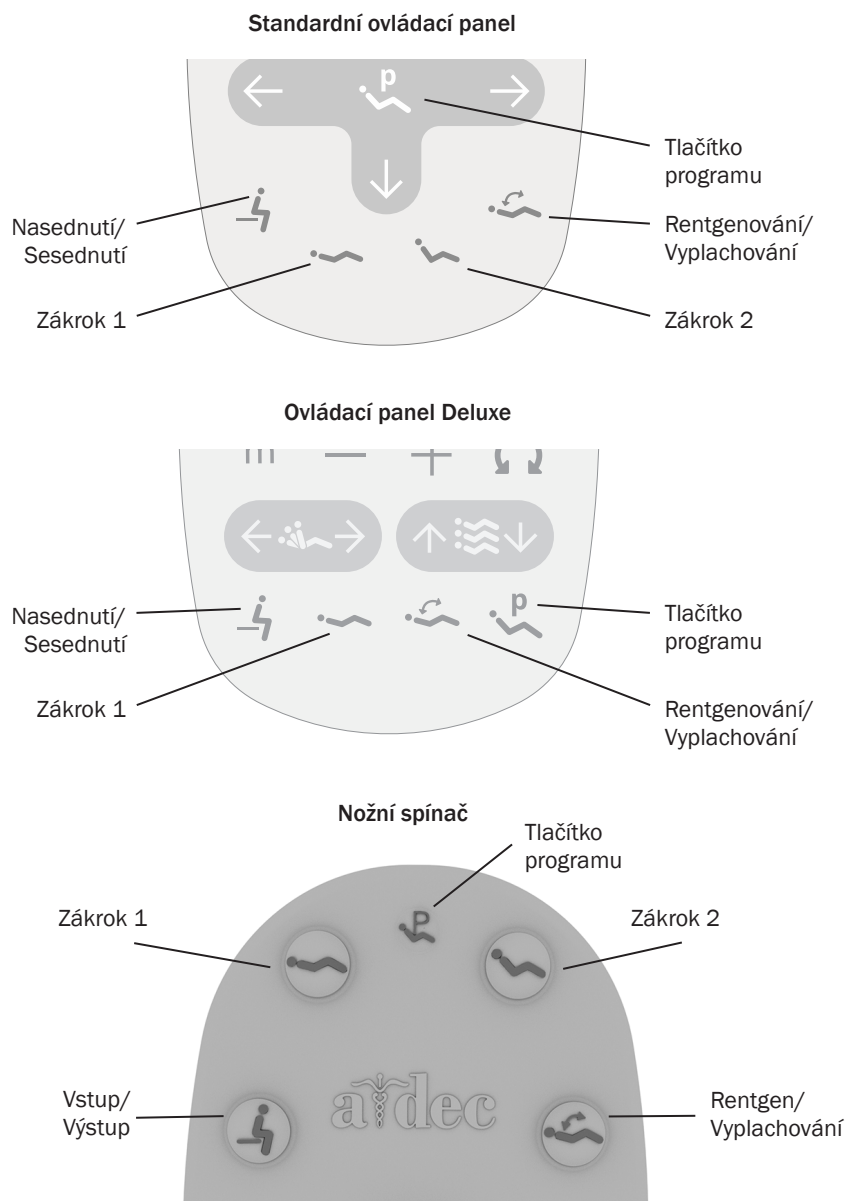 Standardní ovládací panel
p
Tlačítko
programu
Nasednutí/
Sesednutí
Rentgenování/
Vyplachování
Zákrok 1
Zákrok 2
Ovládací panel Deluxe
Nasednutí/
Sesednutí
p
Tlačítko
programu
Zákrok 1
Rentgenování/
Vyplachování
Nožní spínač
Tlačítko
programu
Zákrok 1
P
Zákrok 2
a dec
Vstup/
Výstup
Rentgen/
Vyplachování